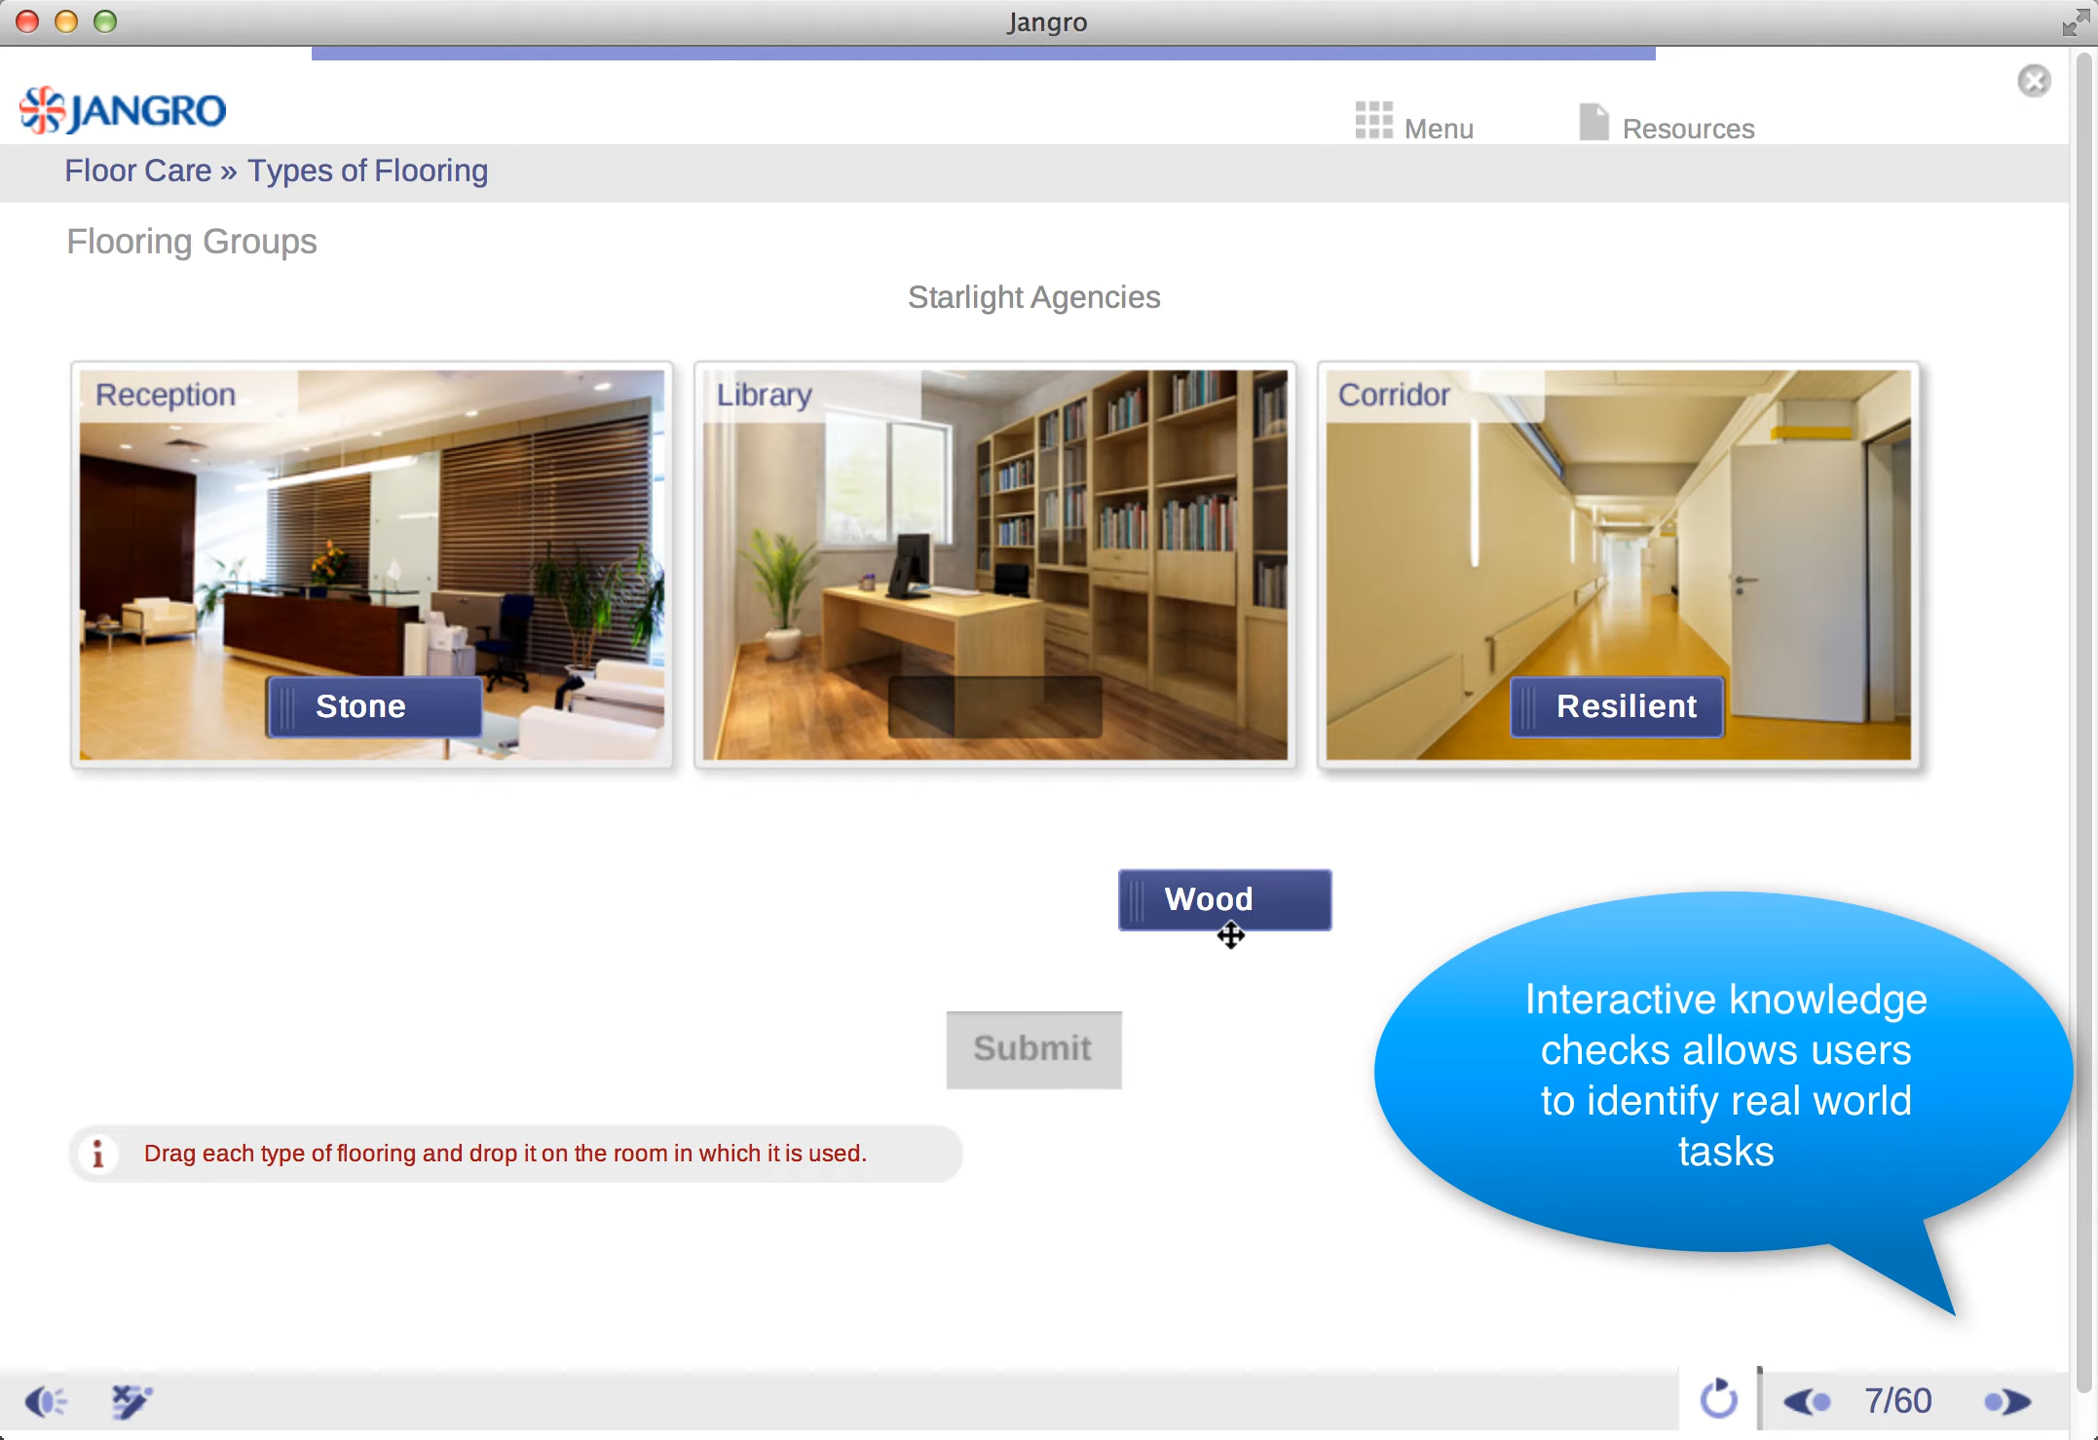 Jangro
JANGRO
Menu
Resources
Floor Care » Types of Flooring
Flooring Groups
Starlight Agencies
Reception
Library
Corridor
Stone
Resilient
Wood
Submit
Interactive knowledge
checks allows users
to identify real world
tasks
i Drag each type of flooring and drop it on the room in which it is used.
7/60